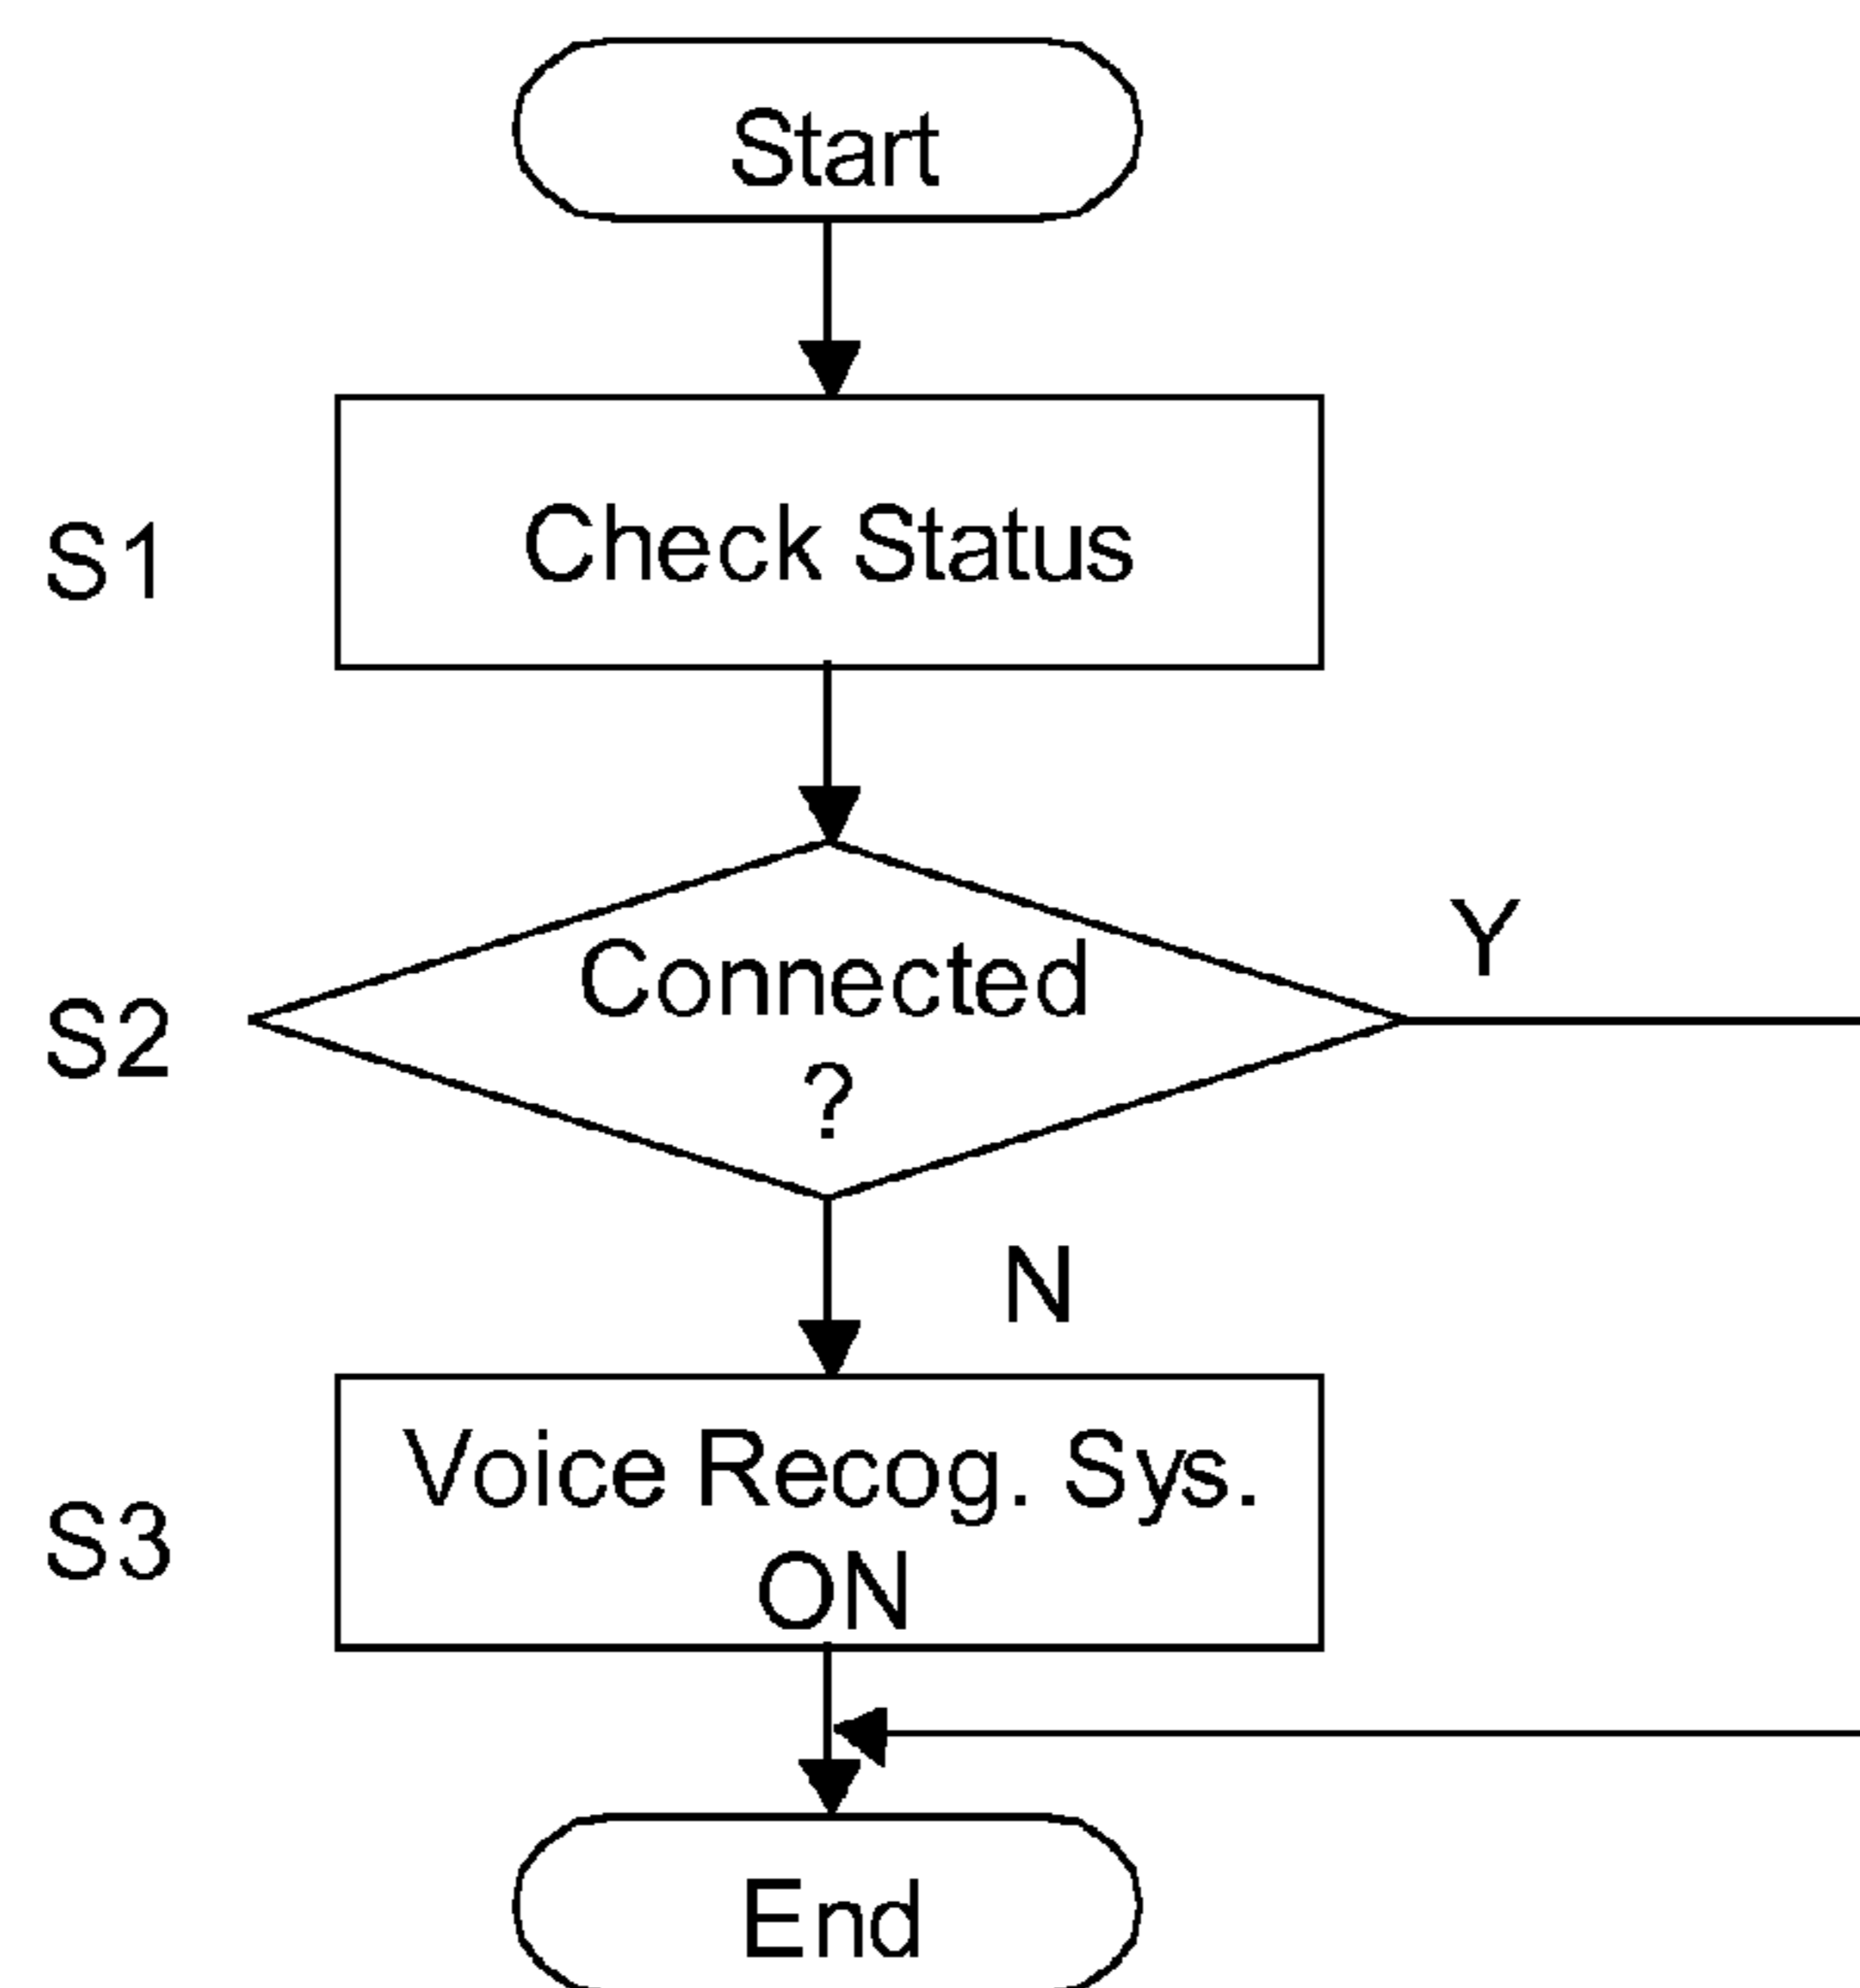 Start
S1
Check Status
S2
Connected
?
Y
N
S3
Voice Recog. Sys.
ON
End